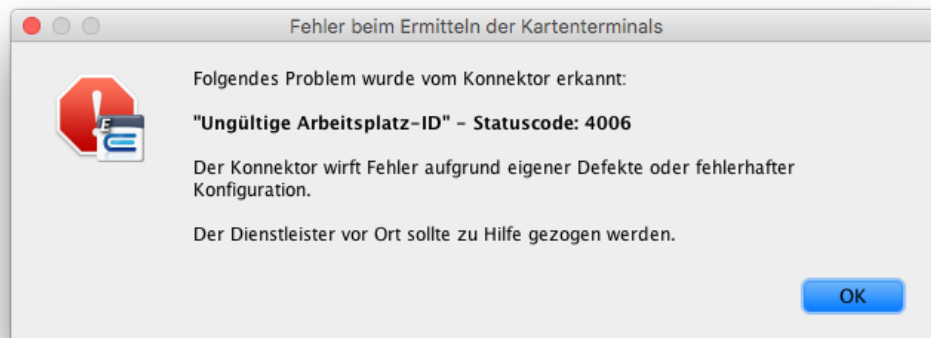 Fehler beim Ermitteln der Kartenterminals
Folgendes Problem wurde vom Konnektor erkannt:
"Ungültige Arbeitsplatz-ID" - Statuscode: 4006
Der Konnektor wirft Fehler aufgrund eigener Defekte oder fehlerhafter
Konfiguration.
Der Dienstleister vor Ort sollte zu Hilfe gezogen werden.
OK